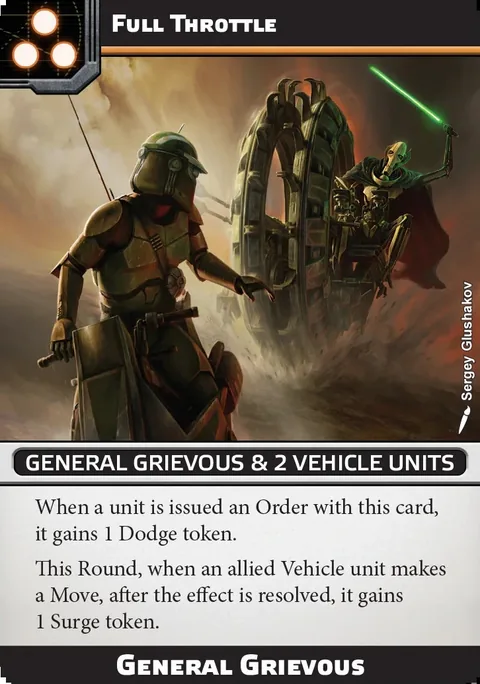 Full Throttle
Sergey Glushakov
GENERAL GRIEVOUS & 2 VEHICLE UNITS
When a unit is issued an Order with this card,
it gains 1 Dodge token.
This Round, when an allied Vehicle unit makes
a Move, after the effect is resolved, it gains
1 Surge token.
General Grievous